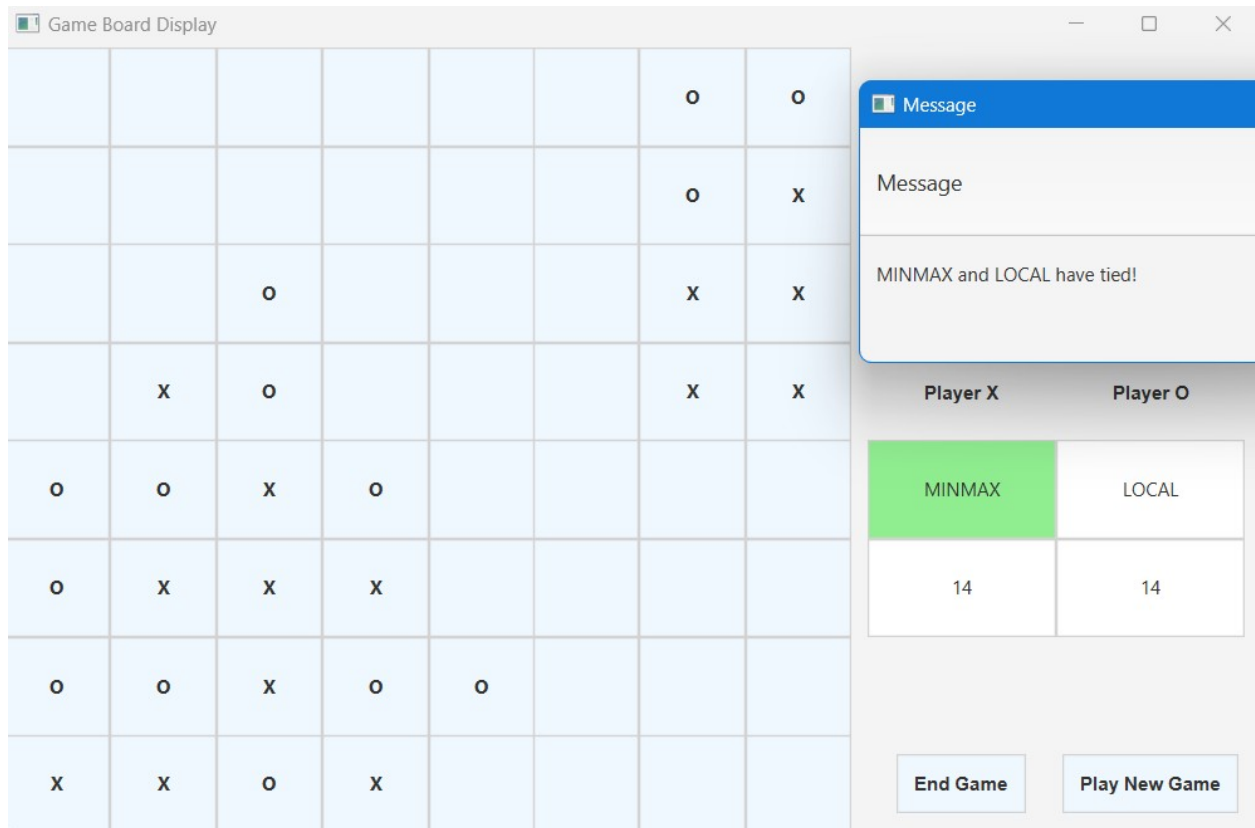 Game Board Display
O O
Message
O X
Message
O X X
MINMAX and LOCAL have tied!
X O X X
Player X Player O
O O X O
MINMAX LOCAL
O X X X
14 14
O O X O O
X X O X
End Game Play New Game